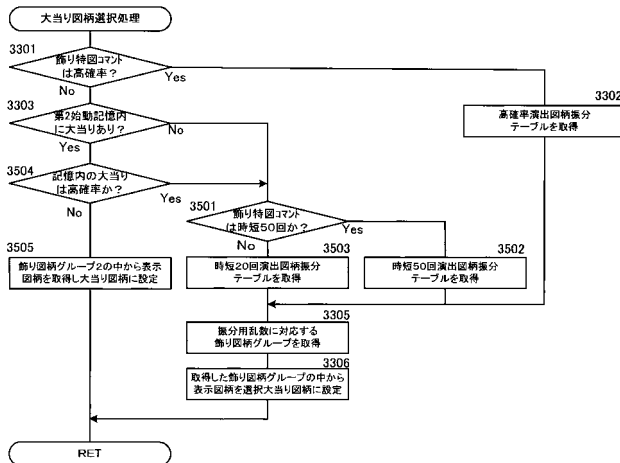 大当り図柄選択処理
3301
飾り特図コマンド
は高確率？
Yes
No
3302
高確率演出図柄振分
テーブルを取得
3303
第2始動記憶内
に大当りあり？
No
Yes
3504
記憶内の大当り
は高確率か？
Yes
No
3501
飾り特図コマンド
は時短50回か？
Yes
No
3505
飾り図柄グループ2の中から表示
図柄を取得し大当り図柄に設定
3503
時短20回演出図柄振分
テーブルを取得
3502
時短50回演出図柄振分
テーブルを取得
3305
振分用乱数に対応する
飾り図柄グループを取得
3306
取得した飾り図柄グループの中から
表示図柄を選択大当り図柄に設定
RET